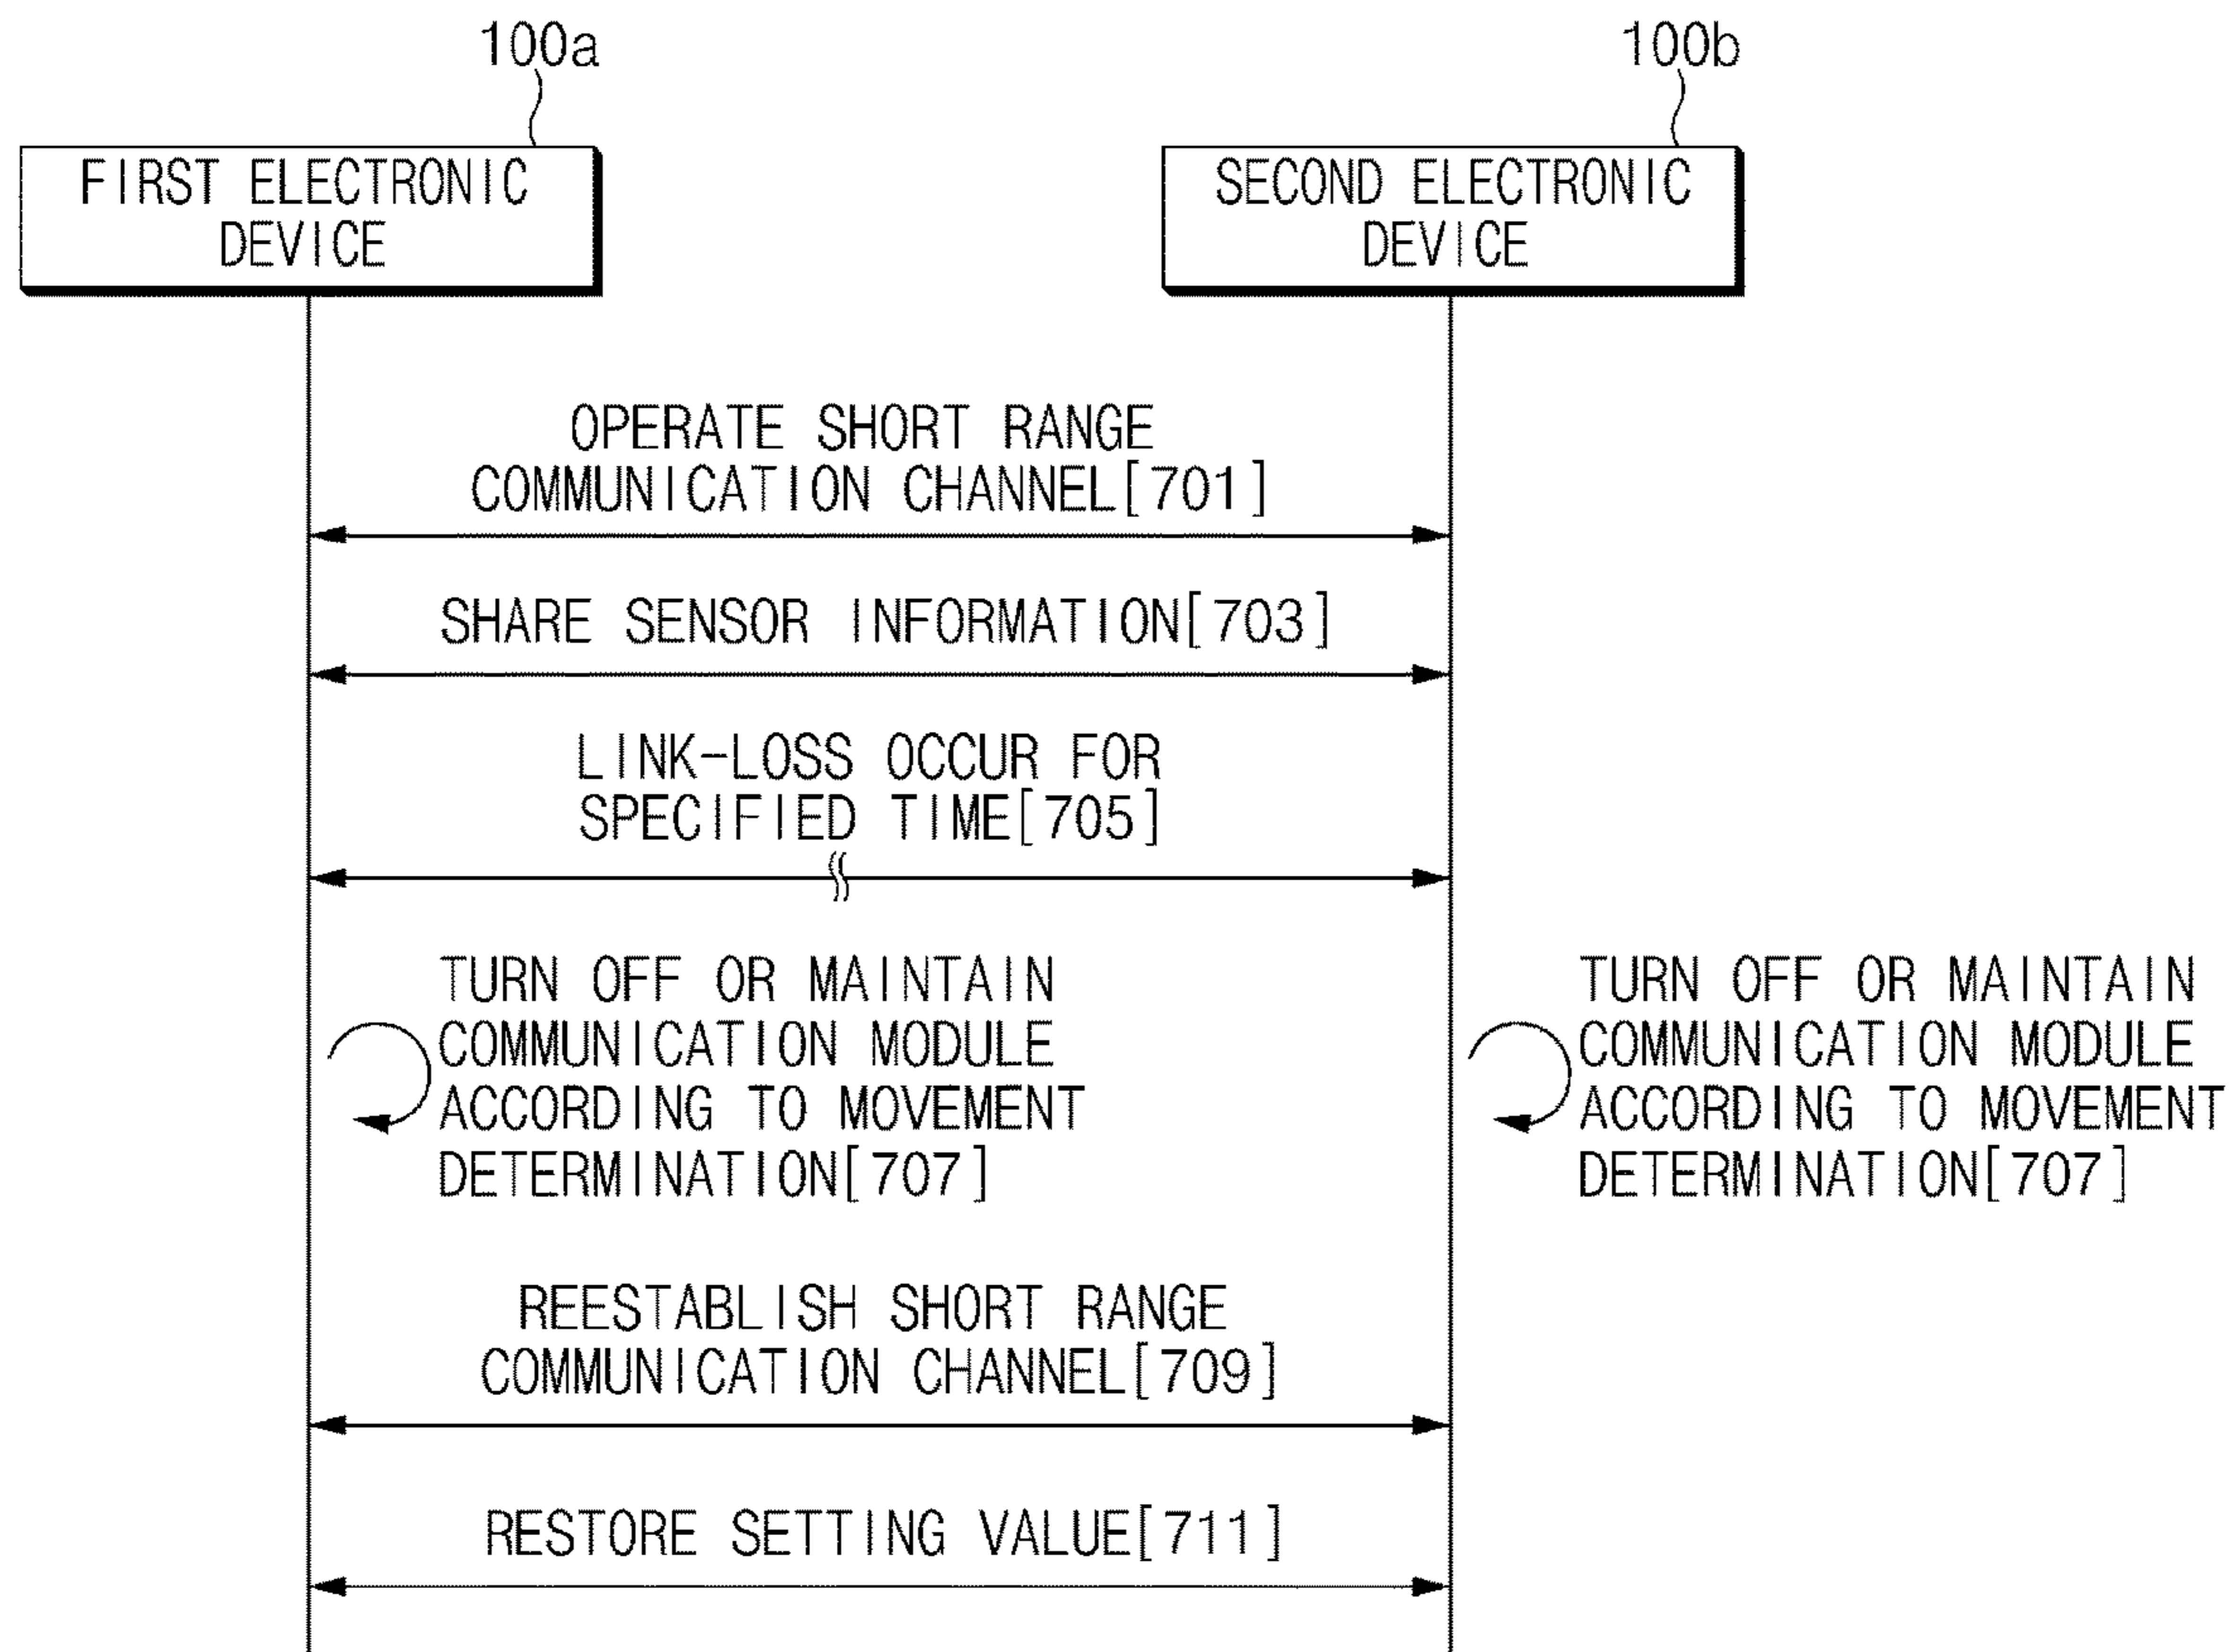 100a
100b
FIRST ELECTRONIC
DEVICE
SECOND ELECTRONIC
DEVICE
OPERATE SHORT RANGE
COMMUNICATION CHANNEL[701]
SHARE SENSOR INFORMATION[703]
LINK-LOSS OCCUR FOR
SPECIFIED TIME[705]
TURN OFF OR MAINTAIN
COMMUNICATION MODULE
ACCORDING TO MOVEMENT
DETERMINATION[707]
TURN OFF OR MAINTAIN
COMMUNICATION MODULE
ACCORDING TO MOVEMENT
DETERMINATION[707]
REESTABLISH SHORT RANGE
COMMUNICATION CHANNEL[709]
RESTORE SETTING VALUE[711]